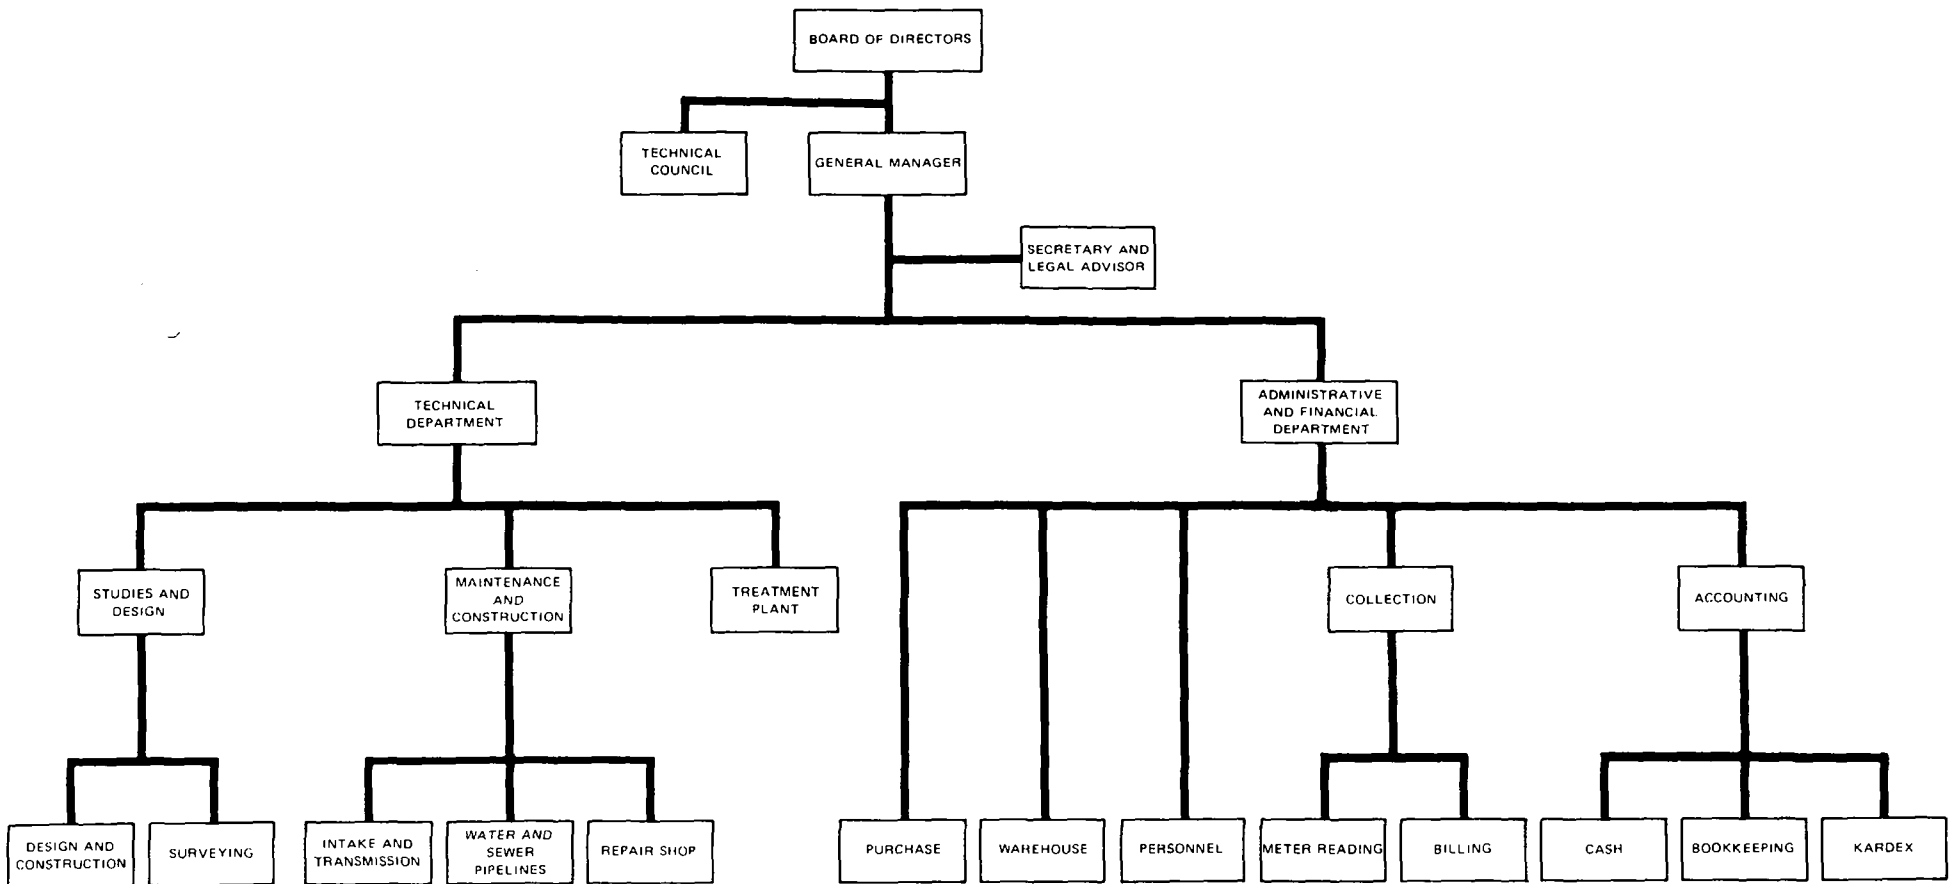 BOARD OF DIRECTORS
TECHNICAL
COUNCIL
GENERAL MANAGER
SECRETARY AND
LEGAL ADVISOR
TECHNICAL
DEPARTMENT
ADMINISTRATIVE
AND FINANCIAL
DEPARTMENT
STUDIES AND
DESIGN
MAINTENANCE
AND
CONSTRUCTION
TREATMENT
PLANT
COLLECTION
ACCOUNTING
DESIGN AND
CONSTRUCTION
SURVEYING
INTAKE AND
TRANSMISSION
WATER AND
SEWER
PIPELINES
REPAIR SHOP
PURCHASE
WAREHOUSE
PERSONNEL
METER READING
BILLING
CASH
BOOKKEEPING
KARDEX